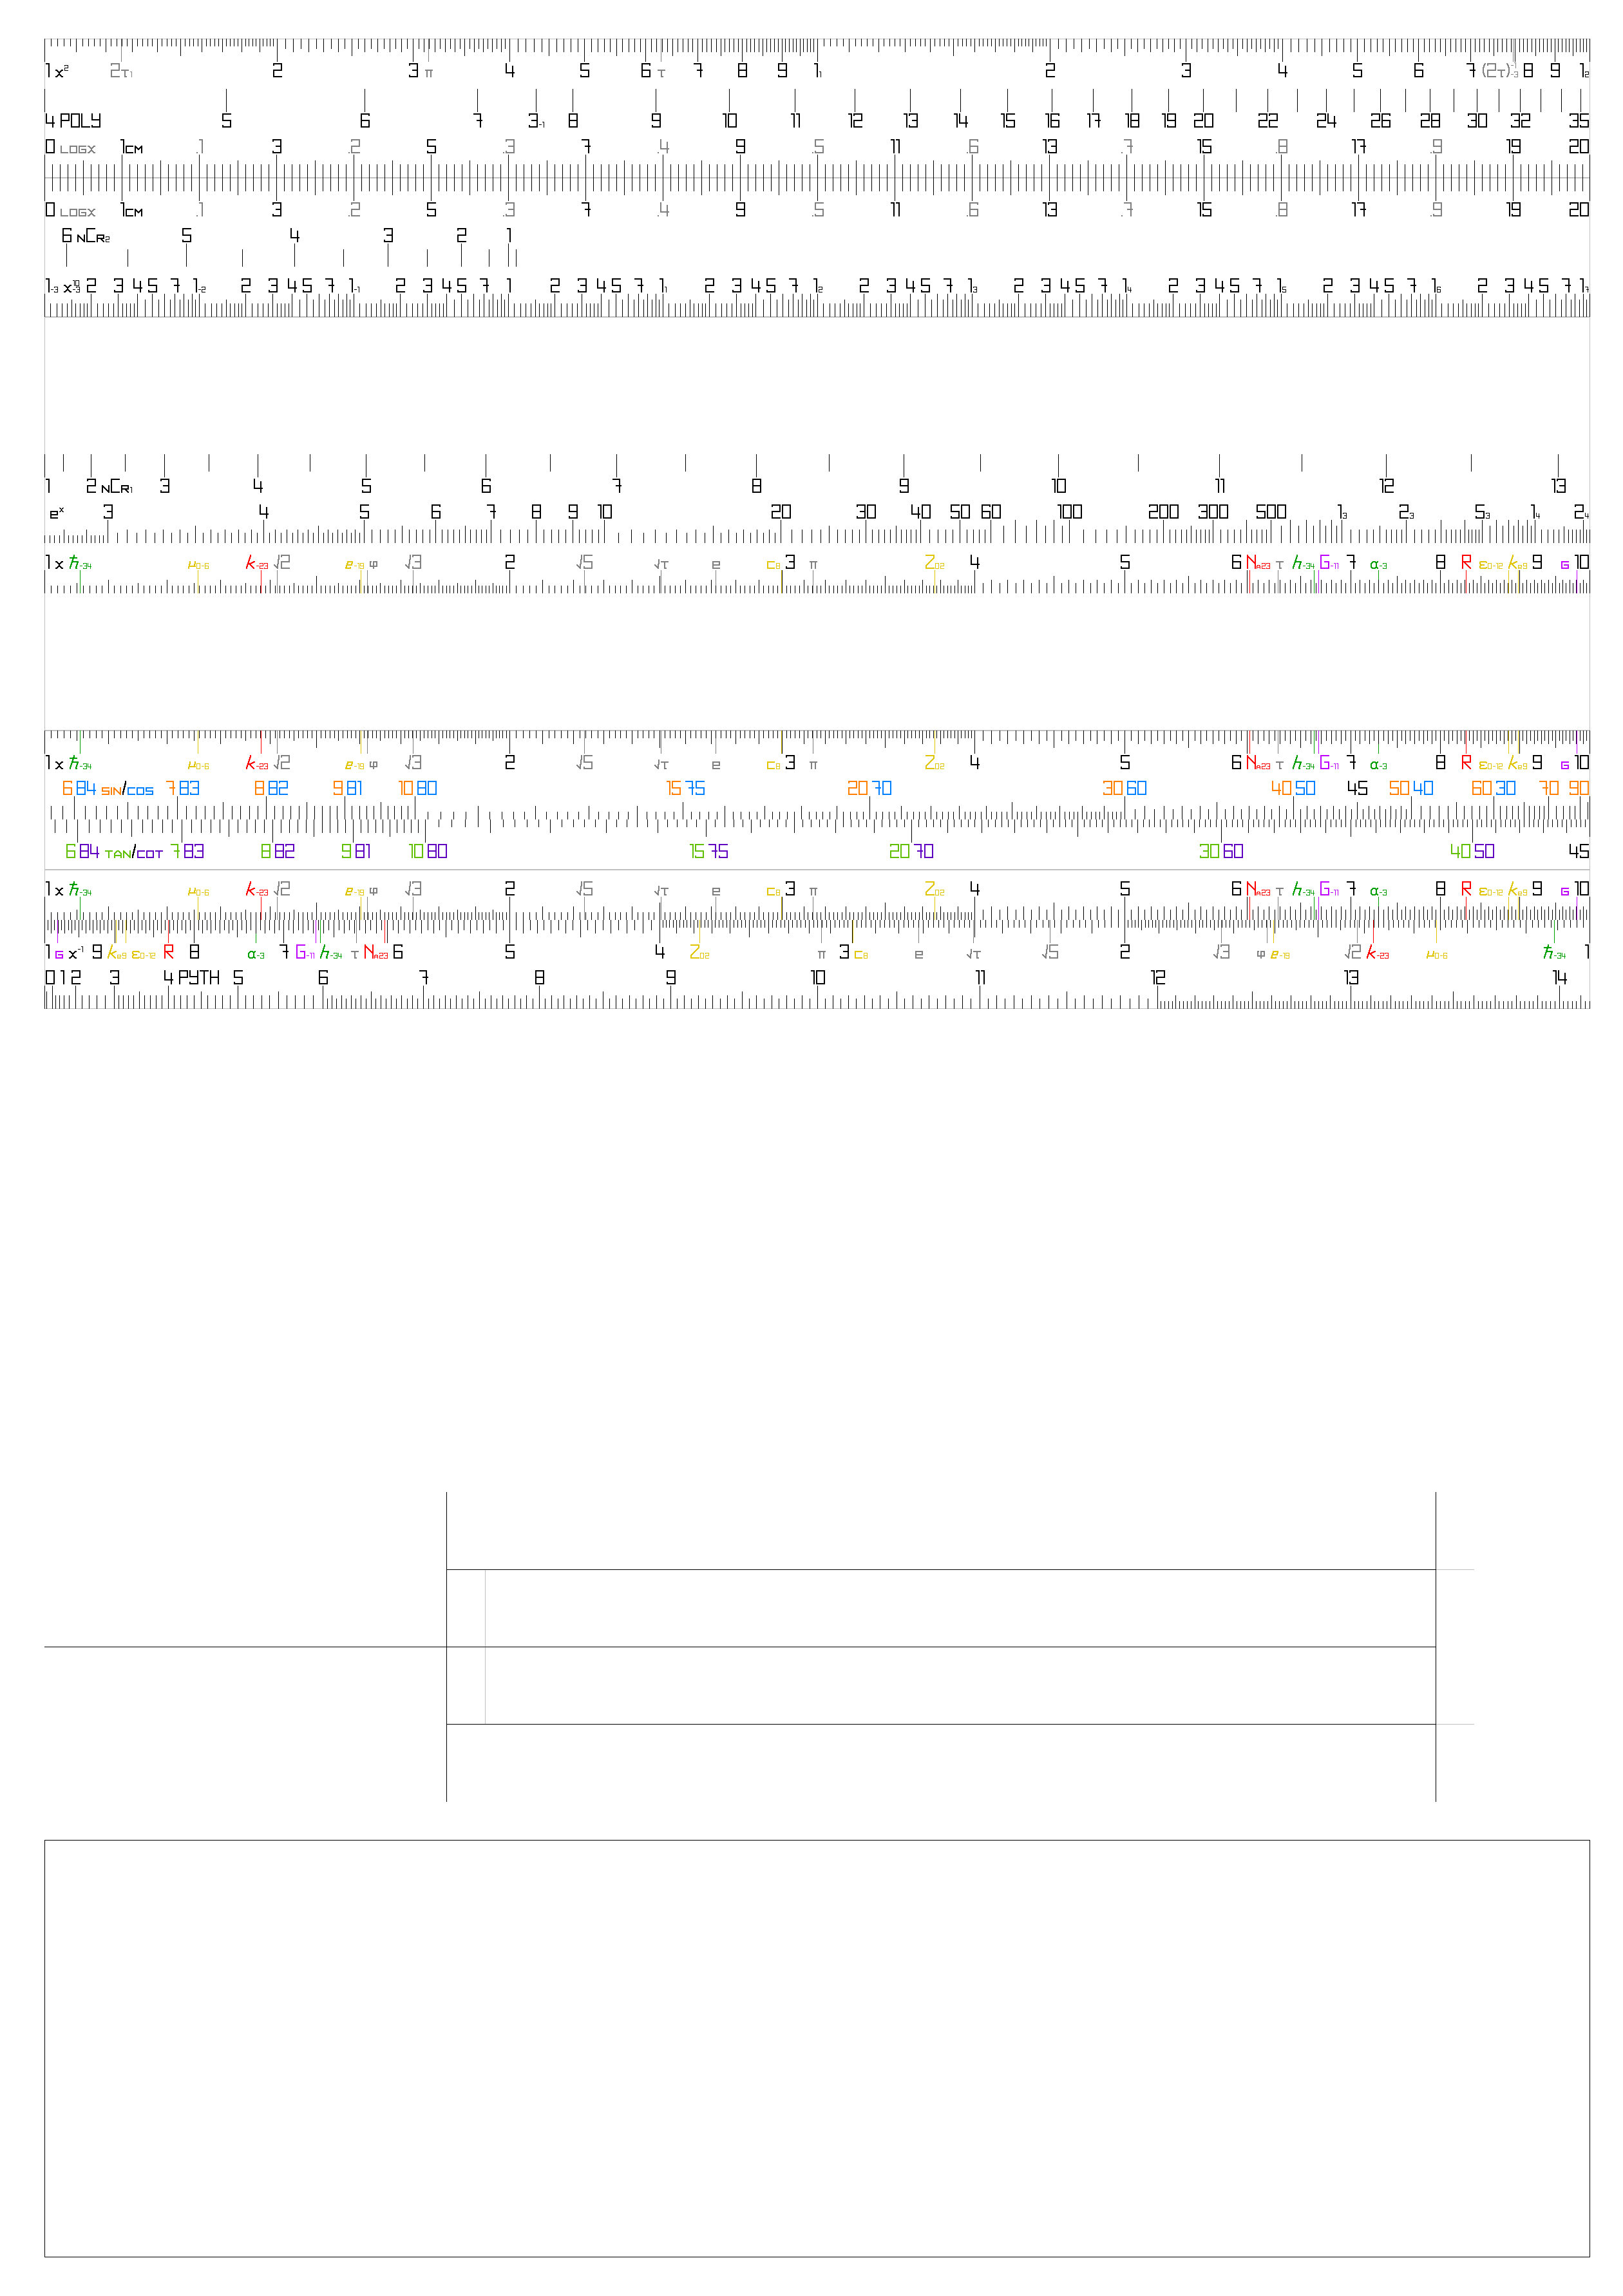 1 x² 2τ₁ 2 3 π 4 5 6 τ 7 8 9 1₁ 2 3 4 5 6 7 (2τ)⁻¹₋₃ 8 9 1₂
4 POLY 5 6 7 3₋₁ 8 9 10 11 12 13 14 15 16 17 18 19 20 22 24 26 28 30 32 35
0 LOGX 1CM .1 3 .2 5 .3 7 .4 9 .5 11 .6 13 .7 15 .8 17 .9 19 20
0 LOGX 1CM .1 3 .2 5 .3 7 .4 9 .5 11 .6 13 .7 15 .8 17 .9 19 20
6 nCr₂ 5 4 3 2 1
1₋₃ x¹⁰₋₃ 2 3 4 5 7 1₋₂ 2 3 4 5 7 1₋₁ 2 3 4 5 7 1 2 3 4 5 7 1₁ 2 3 4 5 7 1₂ 2 3 4 5 7 1₃ 2 3 4 5 7 1₄ 2 3 4 5 7 1₅ 2 3 4 5 7 1₆ 2 3 4 5 7 1₇
1 2 nCr₁ 3 4 5 6 7 8 9 10 11 12 13
eˣ 3 4 5 6 7 8 9 10 20 30 40 50 60 100 200 300 500 1₃ 2₃ 5₃ 1₄ 2₄
1 x ħ₋₃₄ μ₀₋₆ k₋₂₃ √2 e₋₁₉ φ √3 2 √5 √τ e c₈ 3 π Z₀₂ 4 5 6 Nₐ₂₃ τ h₋₃₄ G₋₁₁ 7 α₋₃ 8 R ε₀₋₁₂ kₑ₉ 9 G 10
1 x ħ₋₃₄ μ₀₋₆ k₋₂₃ √2 e₋₁₉ φ √3 2 √5 √τ e c₈ 3 π Z₀₂ 4 5 6 Nₐ₂₃ τ h₋₃₄ G₋₁₁ 7 α₋₃ 8 R ε₀₋₁₂ kₑ₉ 9 G 10
6 84 SIN/COS 7 83 8 82 9 81 10 80 15 75 20 70 30 60 40 50 45 50 40 60 30 70 90
6 84 TAN/COT 7 83 8 82 9 81 10 80 15 75 20 70 30 60 40 50 45
1 x ħ₋₃₄ μ₀₋₆ k₋₂₃ √2 e₋₁₉ φ √3 2 √5 √τ e c₈ 3 π Z₀₂ 4 5 6 Nₐ₂₃ τ h₋₃₄ G₋₁₁ 7 α₋₃ 8 R ε₀₋₁₂ kₑ₉ 9 G 10
1 G x⁻¹ 9 kₑ₉ ε₀₋₁₂ R 8 α₋₃ 7 G₋₁₁ h₋₃₄ τ Nₐ₂₃ 6 5 4 Z₀₂ π 3 c₈ e √τ √5 2 √3 φ e₋₁₉ √2 k₋₂₃ μ₀₋₆ ħ₋₃₄ 1
0 1 2 3 4 PYTH 5 6 7 8 9 10 11 12 13 14